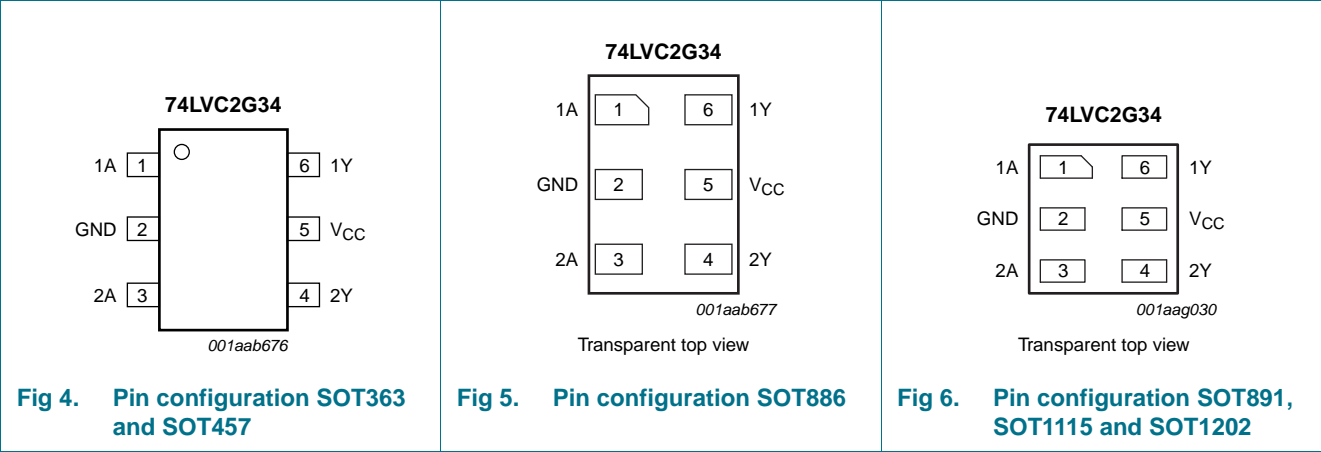 74LVC2G34
1A 1 6 1Y
GND 2 5 VCC
2A 3 4 2Y
001aab676
Fig 4. Pin configuration SOT363
and SOT457
74LVC2G34
1A 1 6 1Y
GND 2 5 VCC
2A 3 4 2Y
001aab677
Transparent top view
Fig 5. Pin configuration SOT886
74LVC2G34
1A 1 6 1Y
GND 2 5 VCC
2A 3 4 2Y
001aag030
Transparent top view
Fig 6. Pin configuration SOT891,
SOT1115 and SOT1202